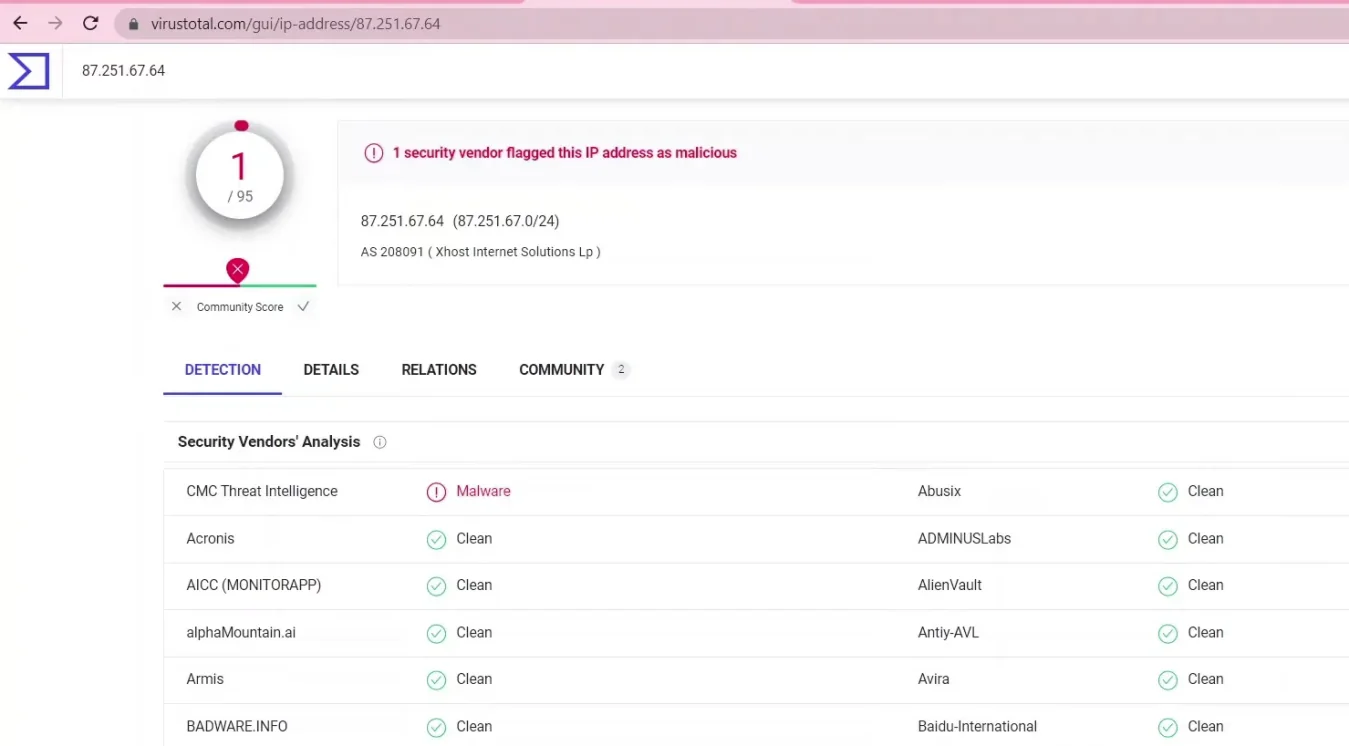 virustotal.com/gui/ip-address/87.251.67.64
87.251.67.64
1
/ 95
1 security vendor flagged this IP address as malicious
87.251.67.64 (87.251.67.0/24)
AS 208091 ( Xhost Internet Solutions Lp )
Community Score
DETECTION DETAILS RELATIONS COMMUNITY 2
Security Vendors' Analysis
CMC Threat Intelligence Malware Abusix Clean
Acronis Clean ADMINUSLabs Clean
AICC (MONITORAPP) Clean AlienVault Clean
alphaMountain.ai Clean Antiy-AVL Clean
Armis Clean Avira Clean
BADWARE.INFO Clean Baidu-International Clean